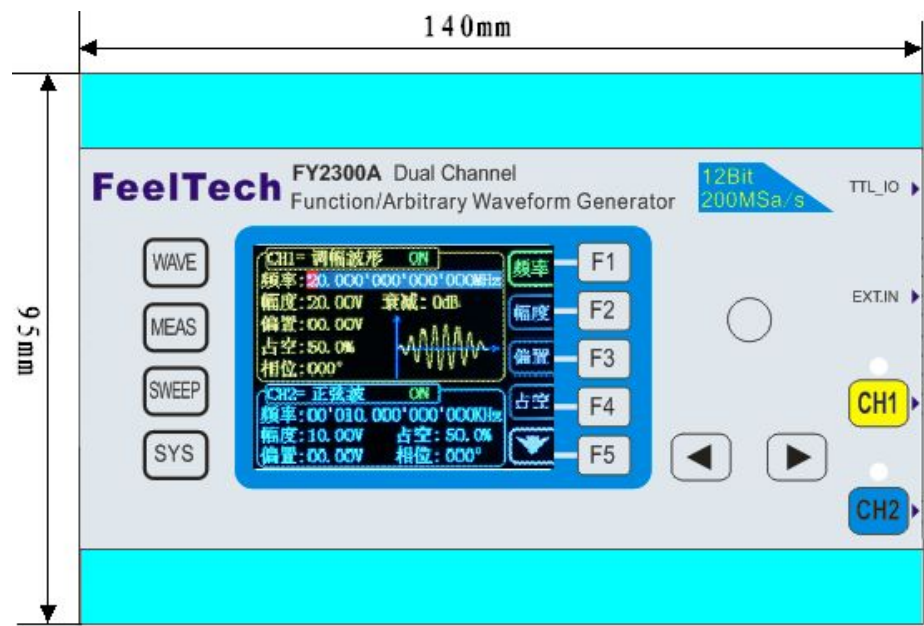 140mm
95mm
FeelTech
FY2300A Dual Channel
Function/Arbitrary Waveform Generator
12Bit
200MSa/s
TTL_IO
EXT.IN
WAVE
MEAS
SWEEP
SYS
CH1= 调幅波形 ON
频率:20.000'000'000'000MHz
幅度:20.00V 衰减:0dB
偏置:00.00V
占空:50.0%
相位:000°
CH2= 正弦波 ON
频率:00'010.000'000'000KHz
幅度:10.00V 占空:50.0%
偏置:00.00V 相位:000°
频率
幅度
偏置
占空
F1
F2
F3
F4
F5
CH1
CH2